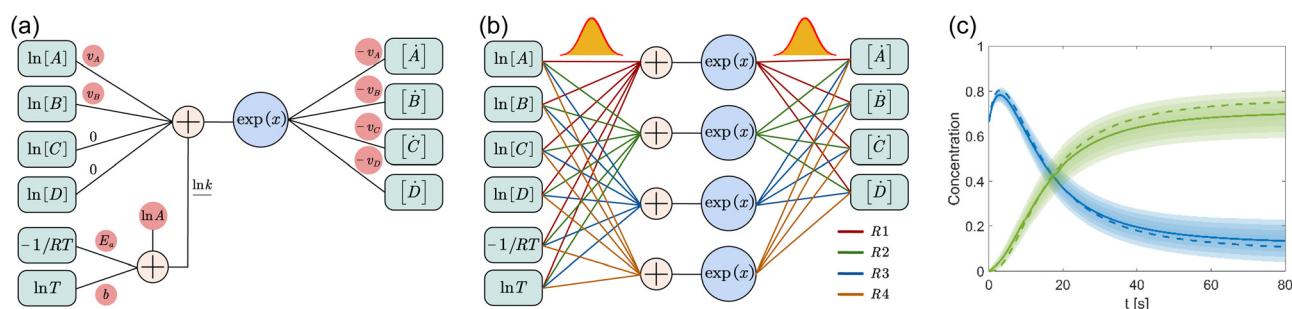 (a)
ln[A]
ln[B]
ln[C]
ln[D]
−1/RT
ln T
v_A
v_B
0
0
E_a
b
ln A
+
+
ln k
exp(x)
−v_A
−v_B
−v_C
−v_D
[Ȧ]
[Ḃ]
[Ċ]
[Ḋ]
(b)
ln[A]
ln[B]
ln[C]
ln[D]
−1/RT
ln T
+
+
+
+
exp(x)
exp(x)
exp(x)
exp(x)
[Ȧ]
[Ḃ]
[Ċ]
[Ḋ]
R1
R2
R3
R4
(c)
Concentration
1
0.8
0.6
0.4
0.2
0
0 20 40 60 80
t [s]